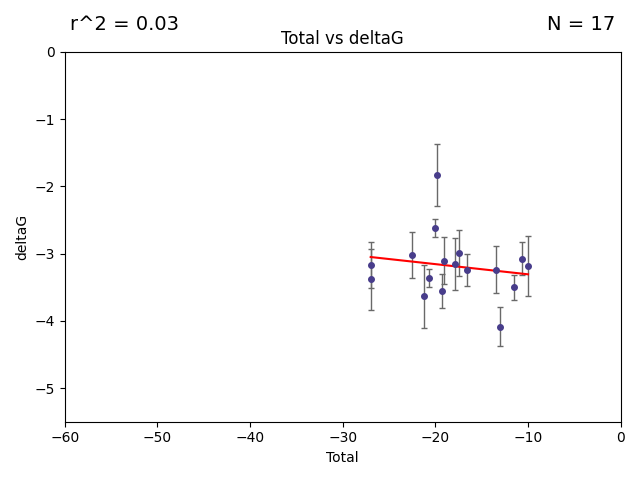 r^2 = 0.03
N = 17
Total vs deltaG
0
−1
−2
−3
−4
−5
deltaG
−60
−50
−40
−30
−20
−10
0
Total